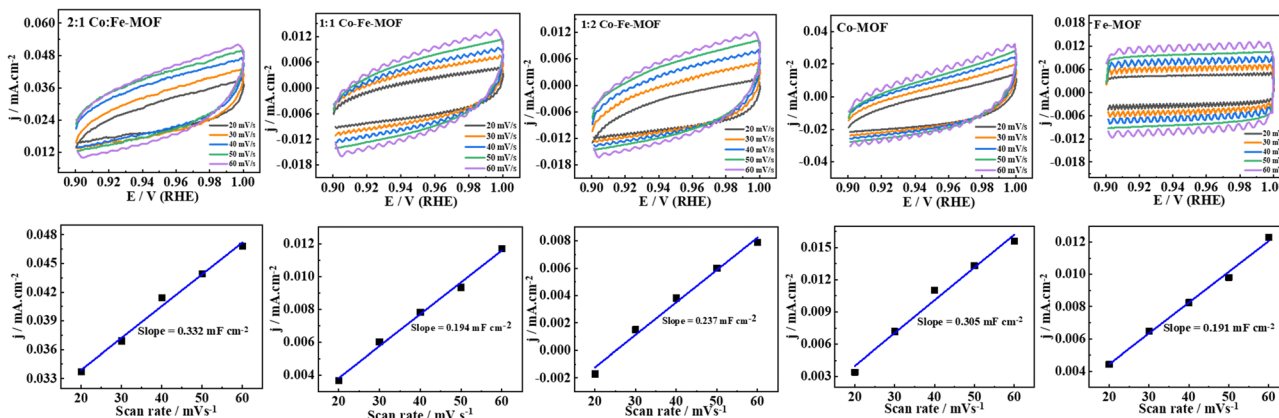 2:1 Co:Fe-MOF
j / mA.cm-2
0.060
0.048
0.036
0.024
0.012
20 mV/s
30 mV/s
40 mV/s
50 mV/s
60 mV/s
0.90 0.92 0.94 0.96 0.98 1.00
E / V (RHE)
1:1 Co-Fe-MOF
j / mA.cm-2
0.012
0.006
0.000
-0.006
-0.012
-0.018
20 mV/s
30 mV/s
40 mV/s
50 mV/s
60 mV/s
0.90 0.92 0.94 0.96 0.98 1.00
E / V (RHE)
1:2 Co-Fe-MOF
j / mA.cm-2
0.012
0.006
0.000
-0.006
-0.012
-0.018
20 mV/s
30 mV/s
40 mV/s
50 mV/s
60 mV/s
0.90 0.92 0.94 0.96 0.98 1.00
E / V (RHE)
Co-MOF
j / mA.cm-2
0.04
0.02
0.00
-0.02
-0.04
20 mV/s
30 mV/s
40 mV/s
50 mV/s
60 mV/s
0.90 0.92 0.94 0.96 0.98 1.00
E / V (RHE)
Fe-MOF
j / mA.cm-2
0.018
0.012
0.006
0.000
-0.006
-0.012
-0.018
20 m
30 m
40 m
50 m
60 m
0.90 0.92 0.94 0.96 0.98 1.00
E / V (RHE)
j / mA.cm-2
0.048
0.045
0.042
0.039
0.036
0.033
Slope = 0.332 mF cm-2
20 30 40 50 60
Scan rate / mVs-1
j / mA.cm-2
0.012
0.010
0.008
0.006
0.004
Slope = 0.194 mF cm-2
20 30 40 50 60
Scan rate / mV s-1
j / mA.cm-2
0.008
0.006
0.004
0.002
0.000
-0.002
Slope = 0.237 mF cm-2
20 30 40 50 60
Scan rate / mVs-1
j / mA.cm-2
0.015
0.012
0.009
0.006
0.003
Slope = 0.305 mF cm-2
20 30 40 50 60
Scan rate / mVs-1
j / mA.cm-2
0.012
0.010
0.008
0.006
0.004
Slope = 0.191 mF cm-2
20 30 40 50 60
Scan rate / mVs-1